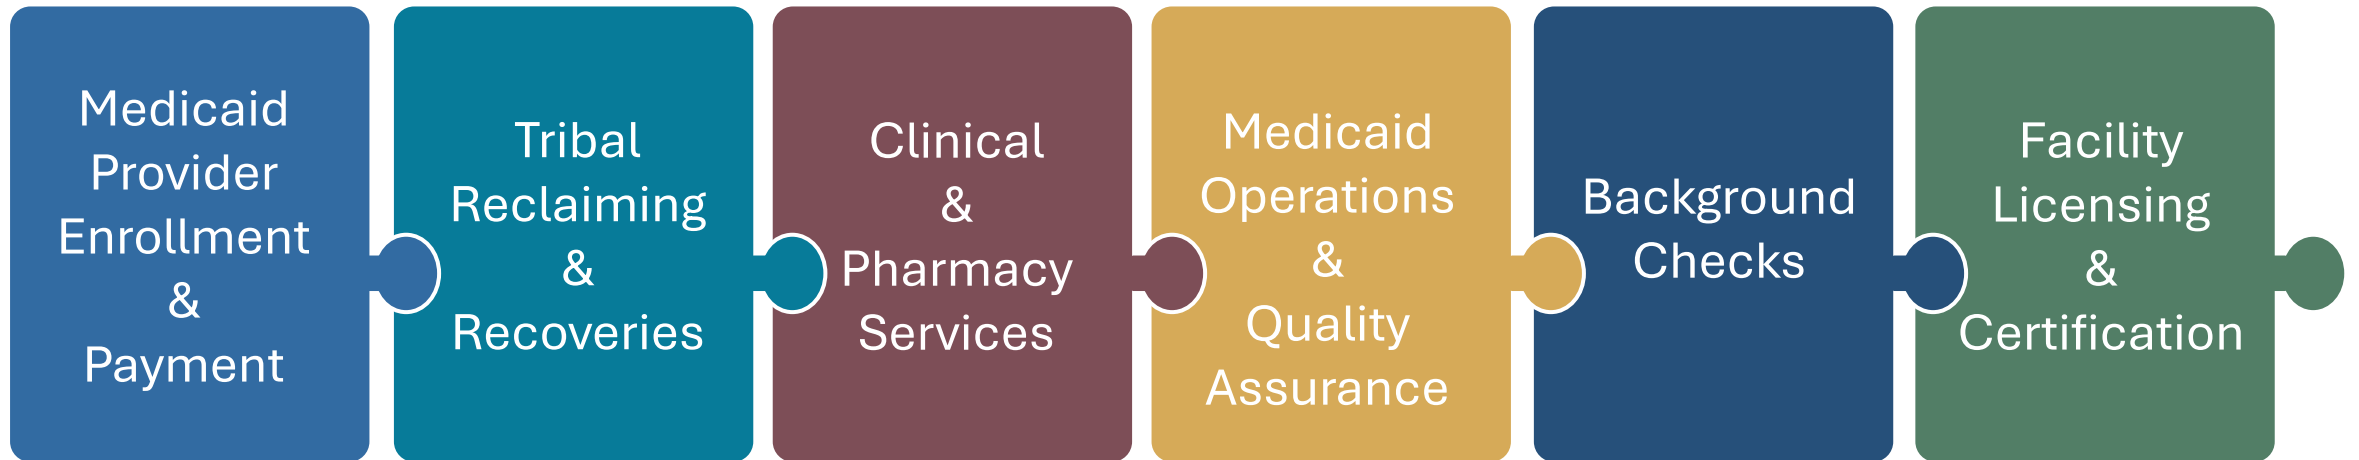 Medicaid
Provider
Enrollment
&
Payment
Tribal
Reclaiming
&
Recoveries
Clinical
&
Pharmacy
Services
Medicaid
Operations
&
Quality
Assurance
Background
Checks
Facility
Licensing
&
Certification